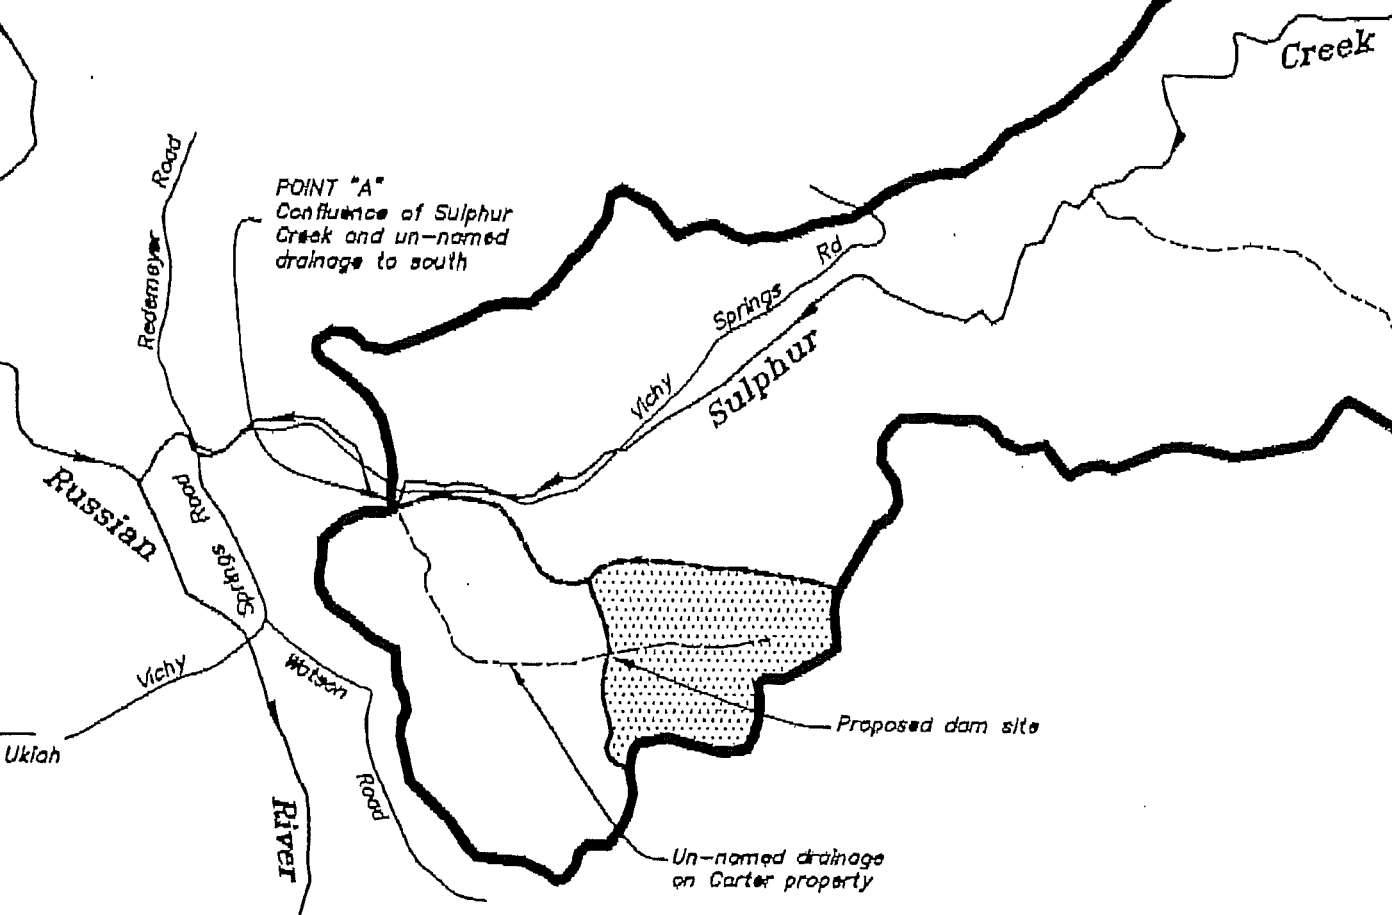 Creek
Road
Redemeyer
POINT "A"
Confluence of Sulphur
Creek and un-named
drainage to south
Rd
Springs
Vichy
Sulphur
Russian
Road
Springs
Vichy
Watson
Road
Ukiah
River
Proposed dam site
Un-named drainage
on Carter property